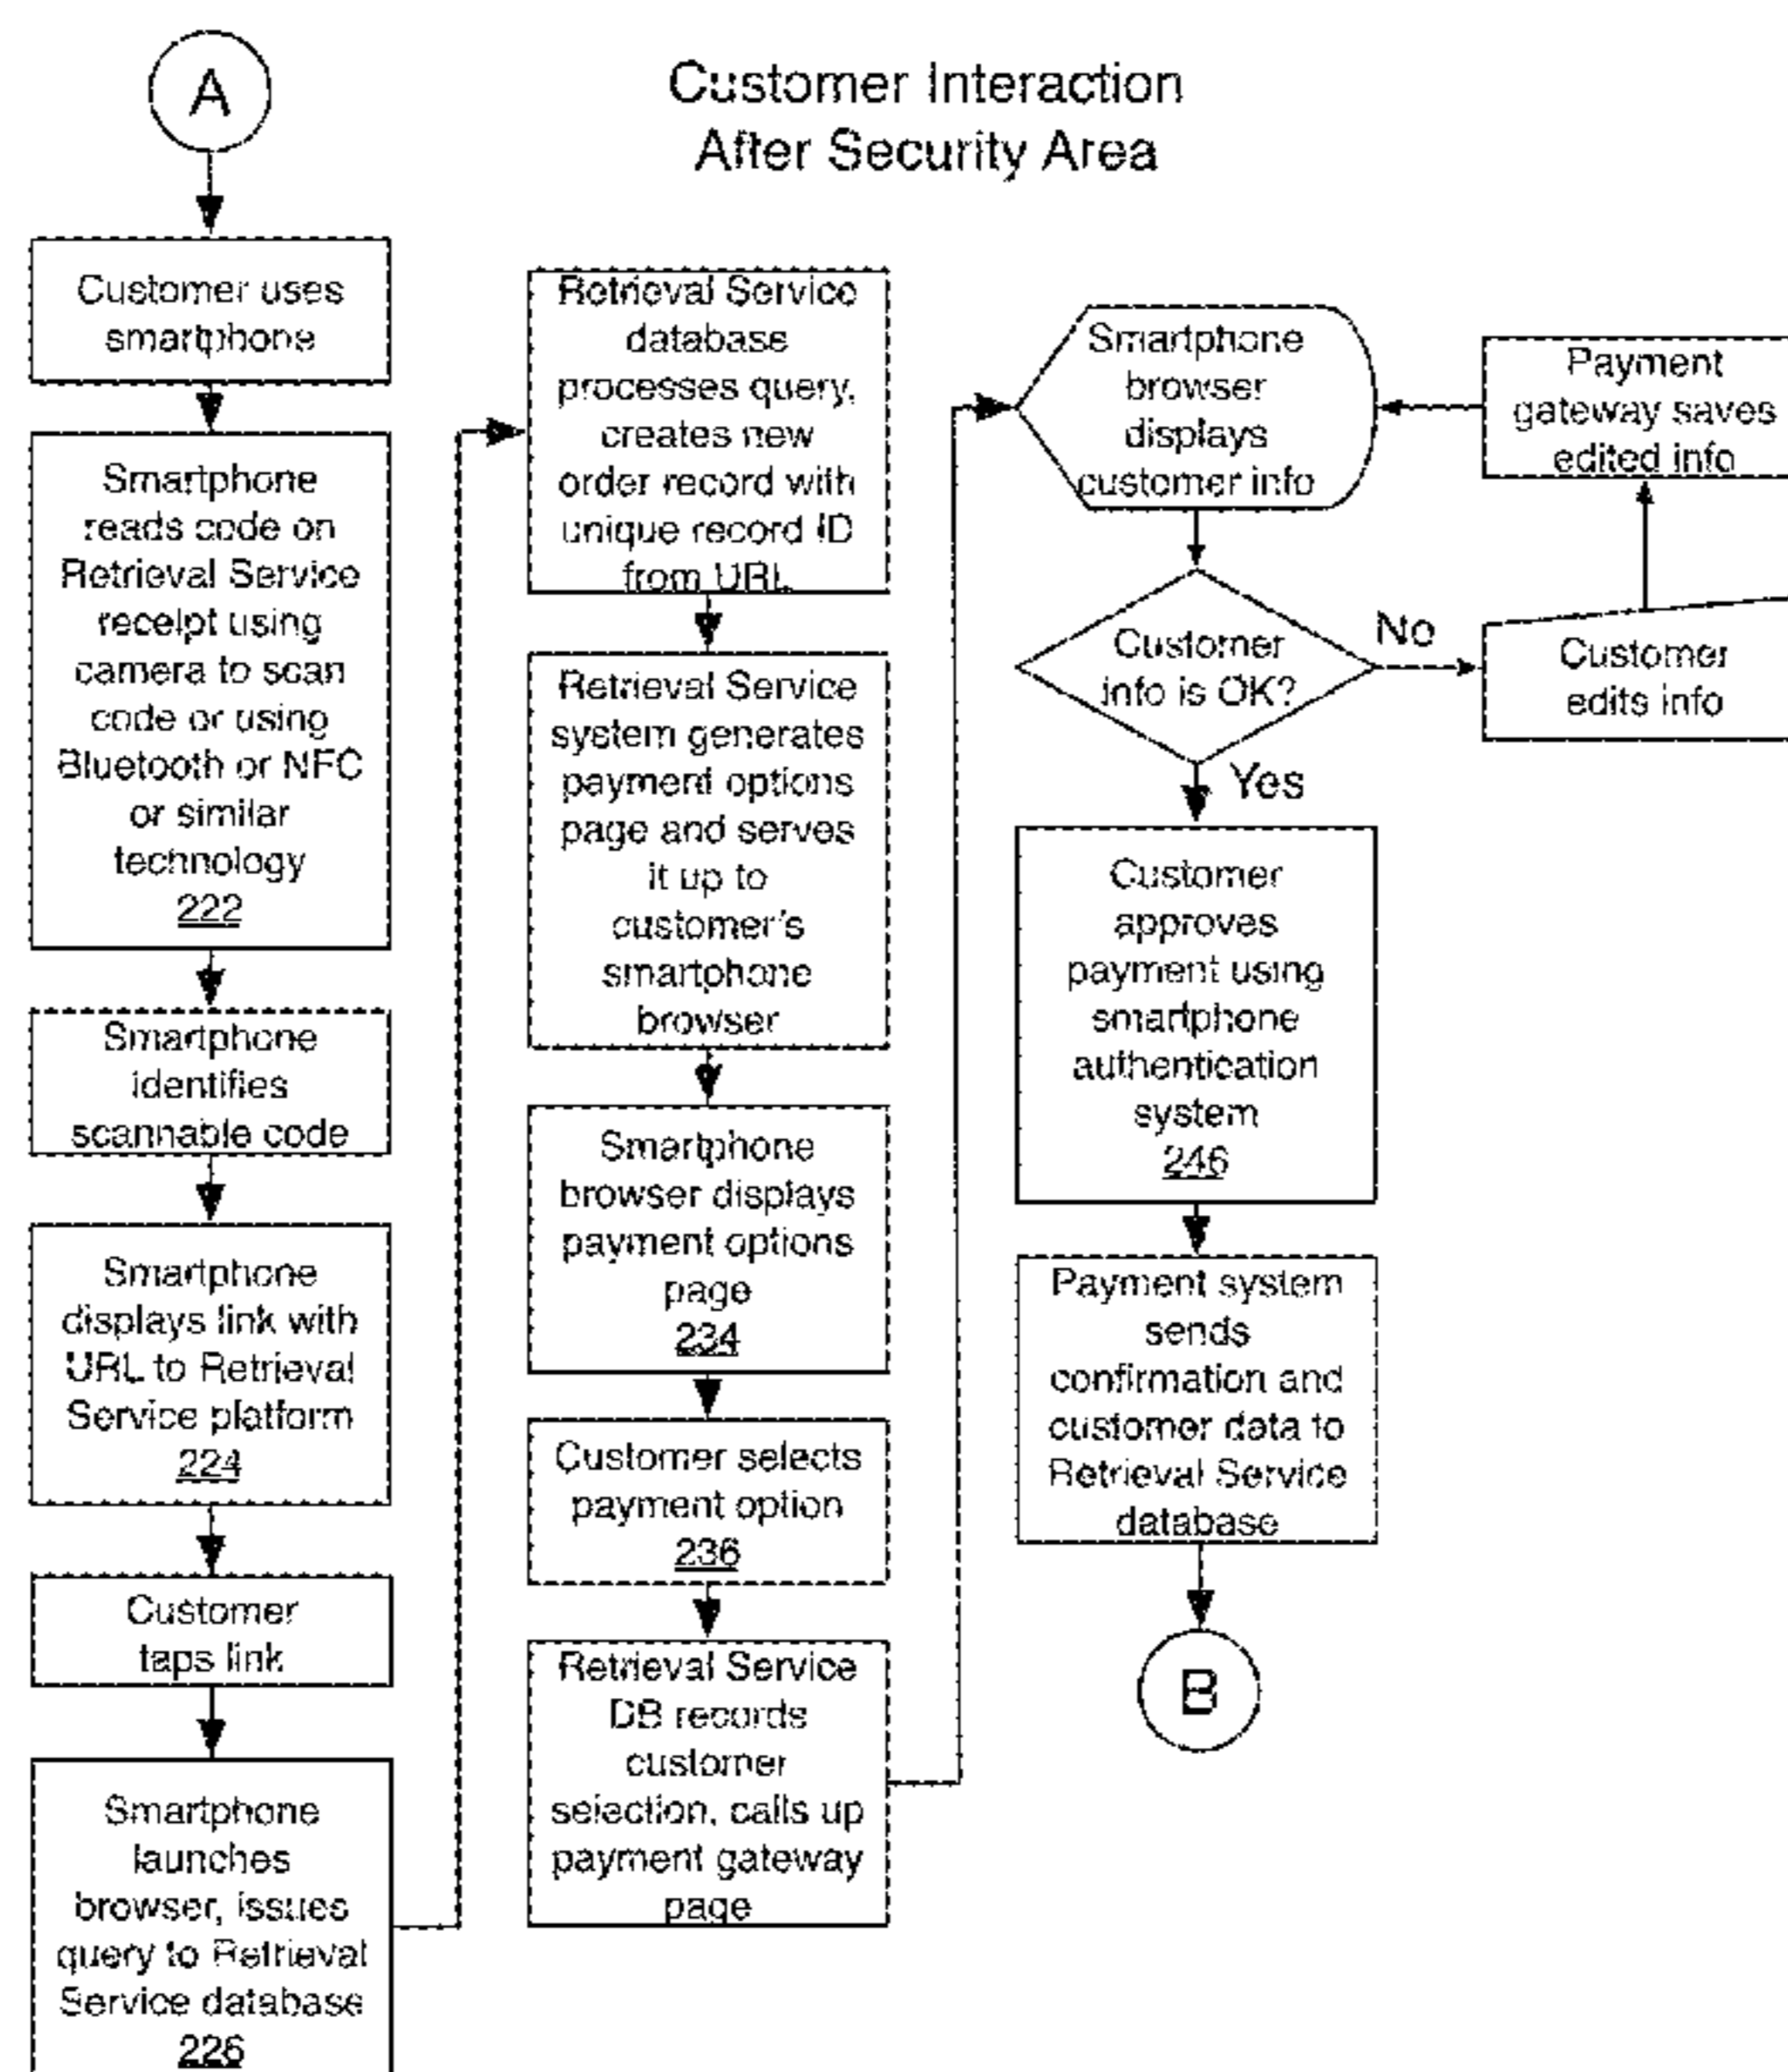 A
Customer Interaction
After Security Area
Customer uses
smartphone
Smartphone
reads code on
Retrieval Service
receipt using
camera to scan
code or using
Bluetooth or NFC
or similar
technology
222
Smartphone
identifies
scannable code
Smartphone
displays link with
URL to Retrieval
Service platform
224
Customer
taps link
Smartphone
launches
browser, issues
query to Retrieval
Service database
226
Retrieval Service
database
processes query,
creates new
order record with
unique record ID
from URL
Retrieval Service
system generates
payment options
page and serves
it up to
customer's
smartphone
browser
Smartphone
browser displays
payment options
page
234
Customer selects
payment option
236
Retrieval Service
DB records
customer
selection, calls up
payment gateway
page
Smartphone
browser
displays
customer info
Customer
info is OK?
No
Customer
edits info
Payment
gateway saves
edited info
Yes
Customer
approves
payment using
smartphone
authentication
system
246
Payment system
sends
confirmation and
customer data to
Retrieval Service
database
B